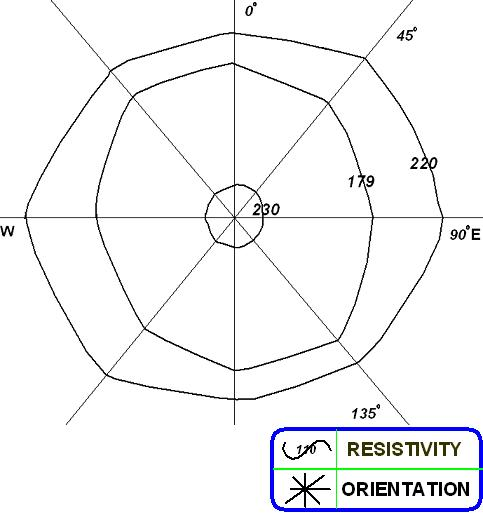 0°
45°
220
179
230
W
90°E
135°
110 RESISTIVITY
ORIENTATION